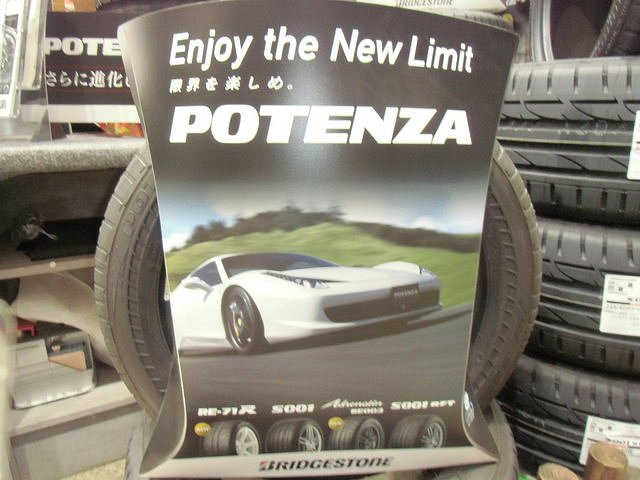 BRIDGESTONE
POTE
さらに進化し
Enjoy the New Limit
限界を楽しめ。
POTENZA
POTENZA
RE-71R S001 Adrenalin RE003 S001 RFT
BRIDGESTONE